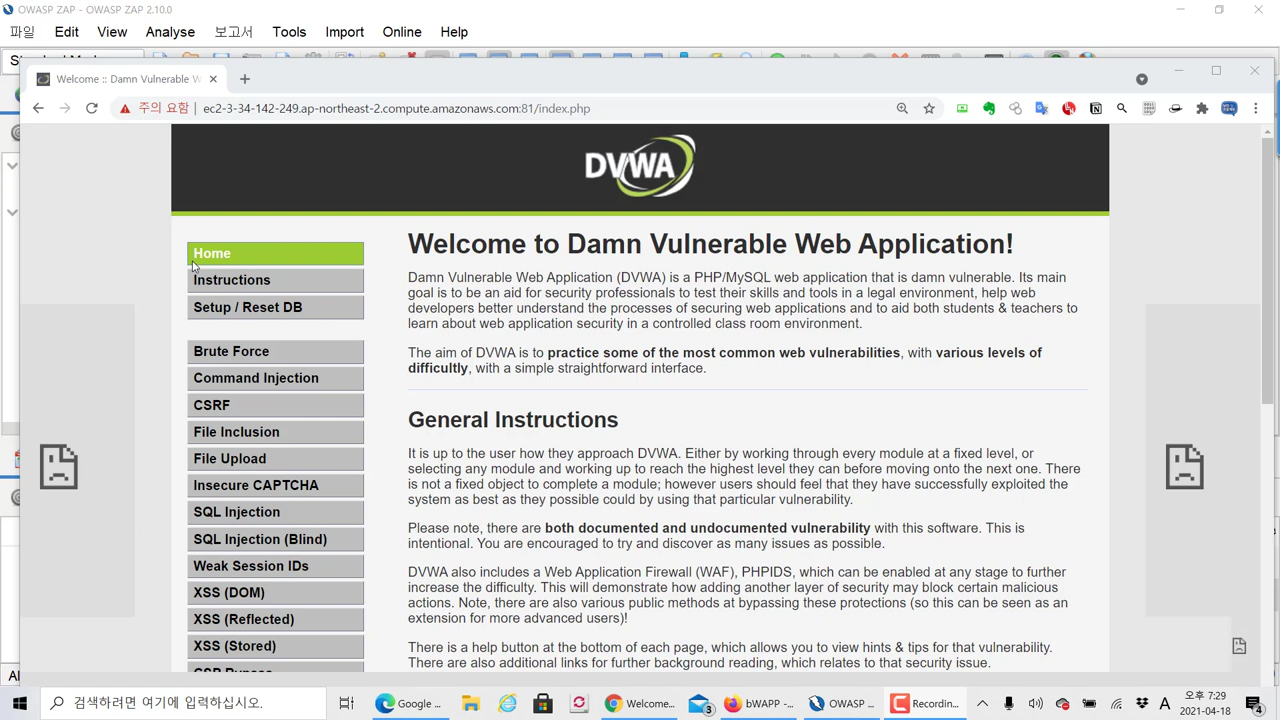 OWASP ZAP - OWASP ZAP 2.10.0
파일 Edit View Analyse 보고서 Tools Import Online Help
Welcome :: Damn Vulnerable W
주의 요함 ec2-3-34-142-249.ap-northeast-2.compute.amazonaws.com:81/index.php
DVWA
Home
Instructions
Setup / Reset DB
Brute Force
Command Injection
CSRF
File Inclusion
File Upload
Insecure CAPTCHA
SQL Injection
SQL Injection (Blind)
Weak Session IDs
XSS (DOM)
XSS (Reflected)
XSS (Stored)
CSP Bypass
Welcome to Damn Vulnerable Web Application!
Damn Vulnerable Web Application (DVWA) is a PHP/MySQL web application that is damn vulnerable. Its main
goal is to be an aid for security professionals to test their skills and tools in a legal environment, help web
developers better understand the processes of securing web applications and to aid both students & teachers to
learn about web application security in a controlled class room environment.
The aim of DVWA is to practice some of the most common web vulnerabilities, with various levels of
difficultly, with a simple straightforward interface.
General Instructions
It is up to the user how they approach DVWA. Either by working through every module at a fixed level, or
selecting any module and working up to reach the highest level they can before moving onto the next one. There
is not a fixed object to complete a module; however users should feel that they have successfully exploited the
system as best as they possible could by using that particular vulnerability.
Please note, there are both documented and undocumented vulnerability with this software. This is
intentional. You are encouraged to try and discover as many issues as possible.
DVWA also includes a Web Application Firewall (WAF), PHPIDS, which can be enabled at any stage to further
increase the difficulty. This will demonstrate how adding another layer of security may block certain malicious
actions. Note, there are also various public methods at bypassing these protections (so this can be seen as an
extension for more advanced users)!
There is a help button at the bottom of each page, which allows you to view hints & tips for that vulnerability.
There are also additional links for further background reading, which relates to that security issue.
검색하려면 여기에 입력하십시오.
Google ...
Welcome...
3
bWAPP -...
OWASP ...
Recordin...
A
오후 7:29
2021-04-18
4